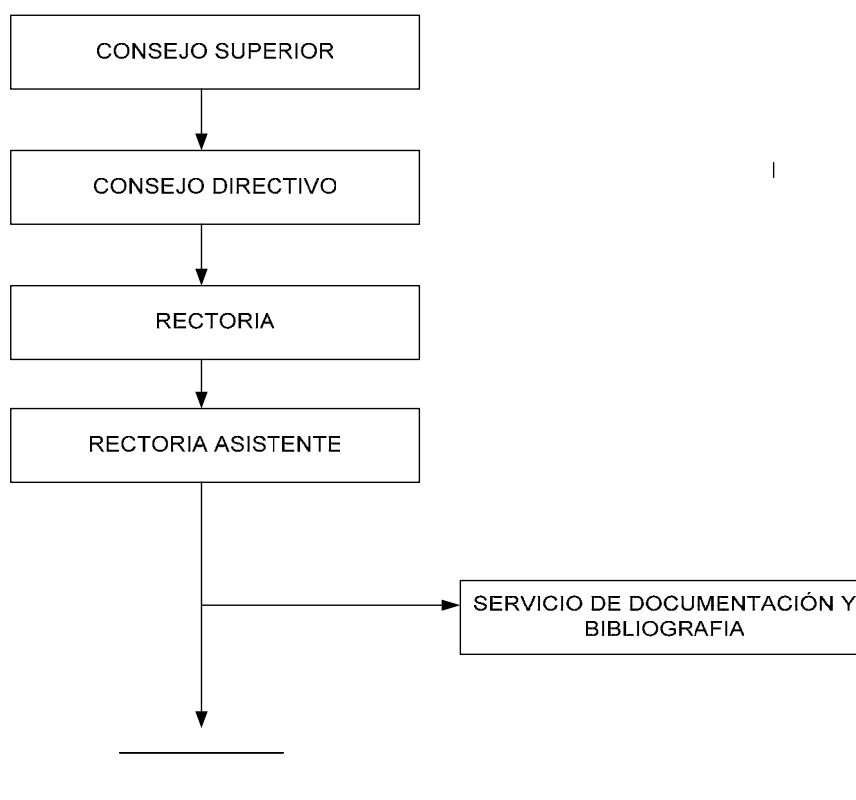 CONSEJO SUPERIOR
CONSEJO DIRECTIVO
RECTORIA
RECTORIA ASISTENTE
SERVICIO DE DOCUMENTACIÓN Y
BIBLIOGRAFIA